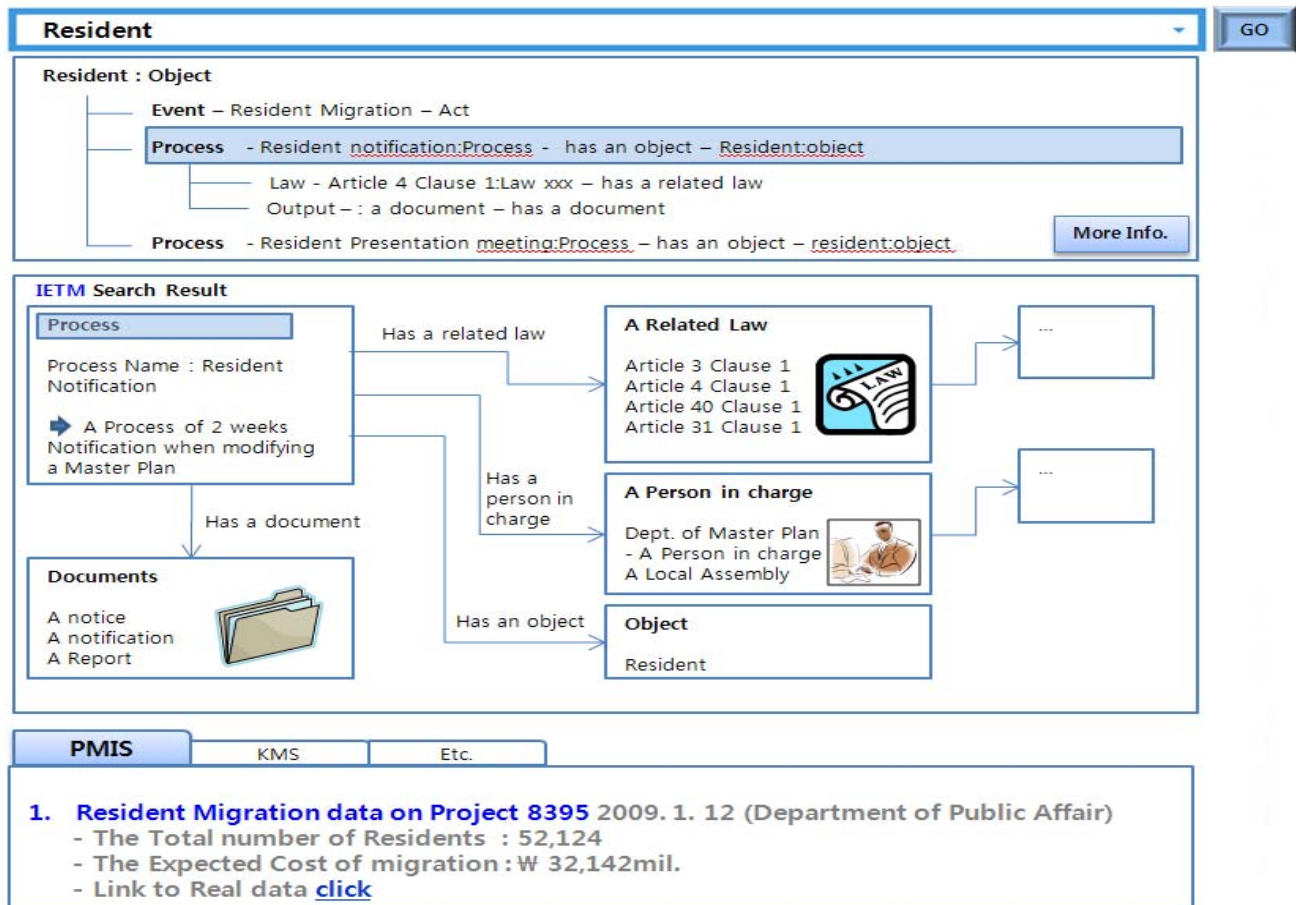 Resident
GO
Resident : Object
Event – Resident Migration – Act
Process - Resident notification:Process - has an object – Resident:object
Law - Article 4 Clause 1:Law xxx – has a related law
Output – : a document – has a document
Process - Resident Presentation meeting:Process – has an object – resident:object
More Info.
IETM Search Result
Process
Process Name : Resident
Notification
A Process of 2 weeks
Notification when modifying
a Master Plan
Has a related law
A Related Law
Article 3 Clause 1
Article 4 Clause 1
Article 40 Clause 1
Article 31 Clause 1
LAW
...
Has a
person in
charge
A Person in charge
Dept. of Master Plan
- A Person in charge
A Local Assembly
...
Has a document
Documents
A notice
A notification
A Report
Has an object
Object
Resident
PMIS
KMS
Etc.
1. Resident Migration data on Project 8395 2009. 1. 12 (Department of Public Affair)
- The Total number of Residents : 52,124
- The Expected Cost of migration : ₩ 32,142mil.
- Link to Real data click